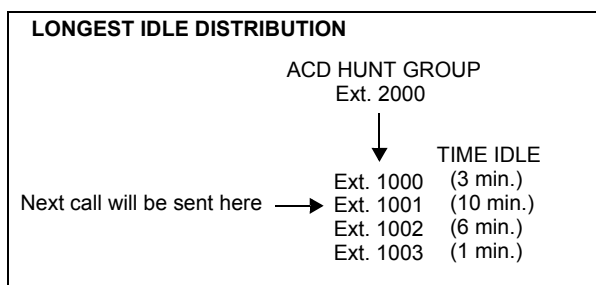 LONGEST IDLE DISTRIBUTION
ACD HUNT GROUP
Ext. 2000
TIME IDLE
Ext. 1000 (3 min.)
Next call will be sent here Ext. 1001 (10 min.)
Ext. 1002 (6 min.)
Ext. 1003 (1 min.)